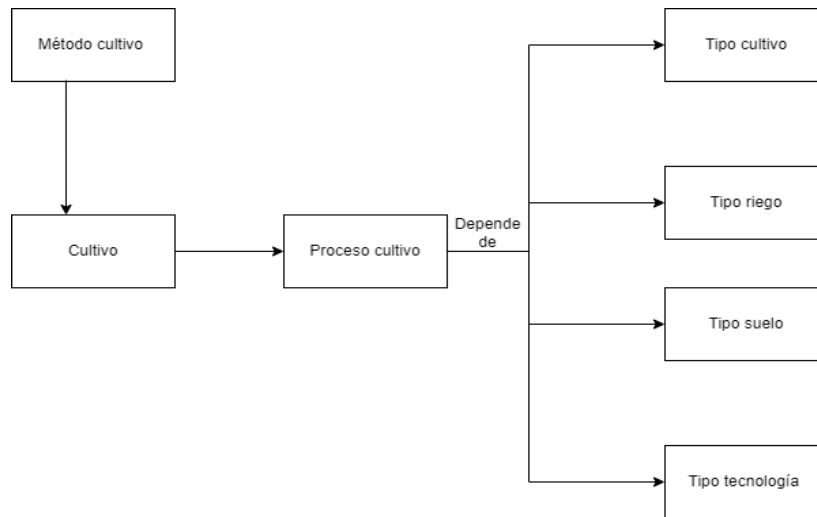 Método cultivo
Tipo cultivo
Tipo riego
Depende
de
Cultivo
Proceso cultivo
Tipo suelo
Tipo tecnología